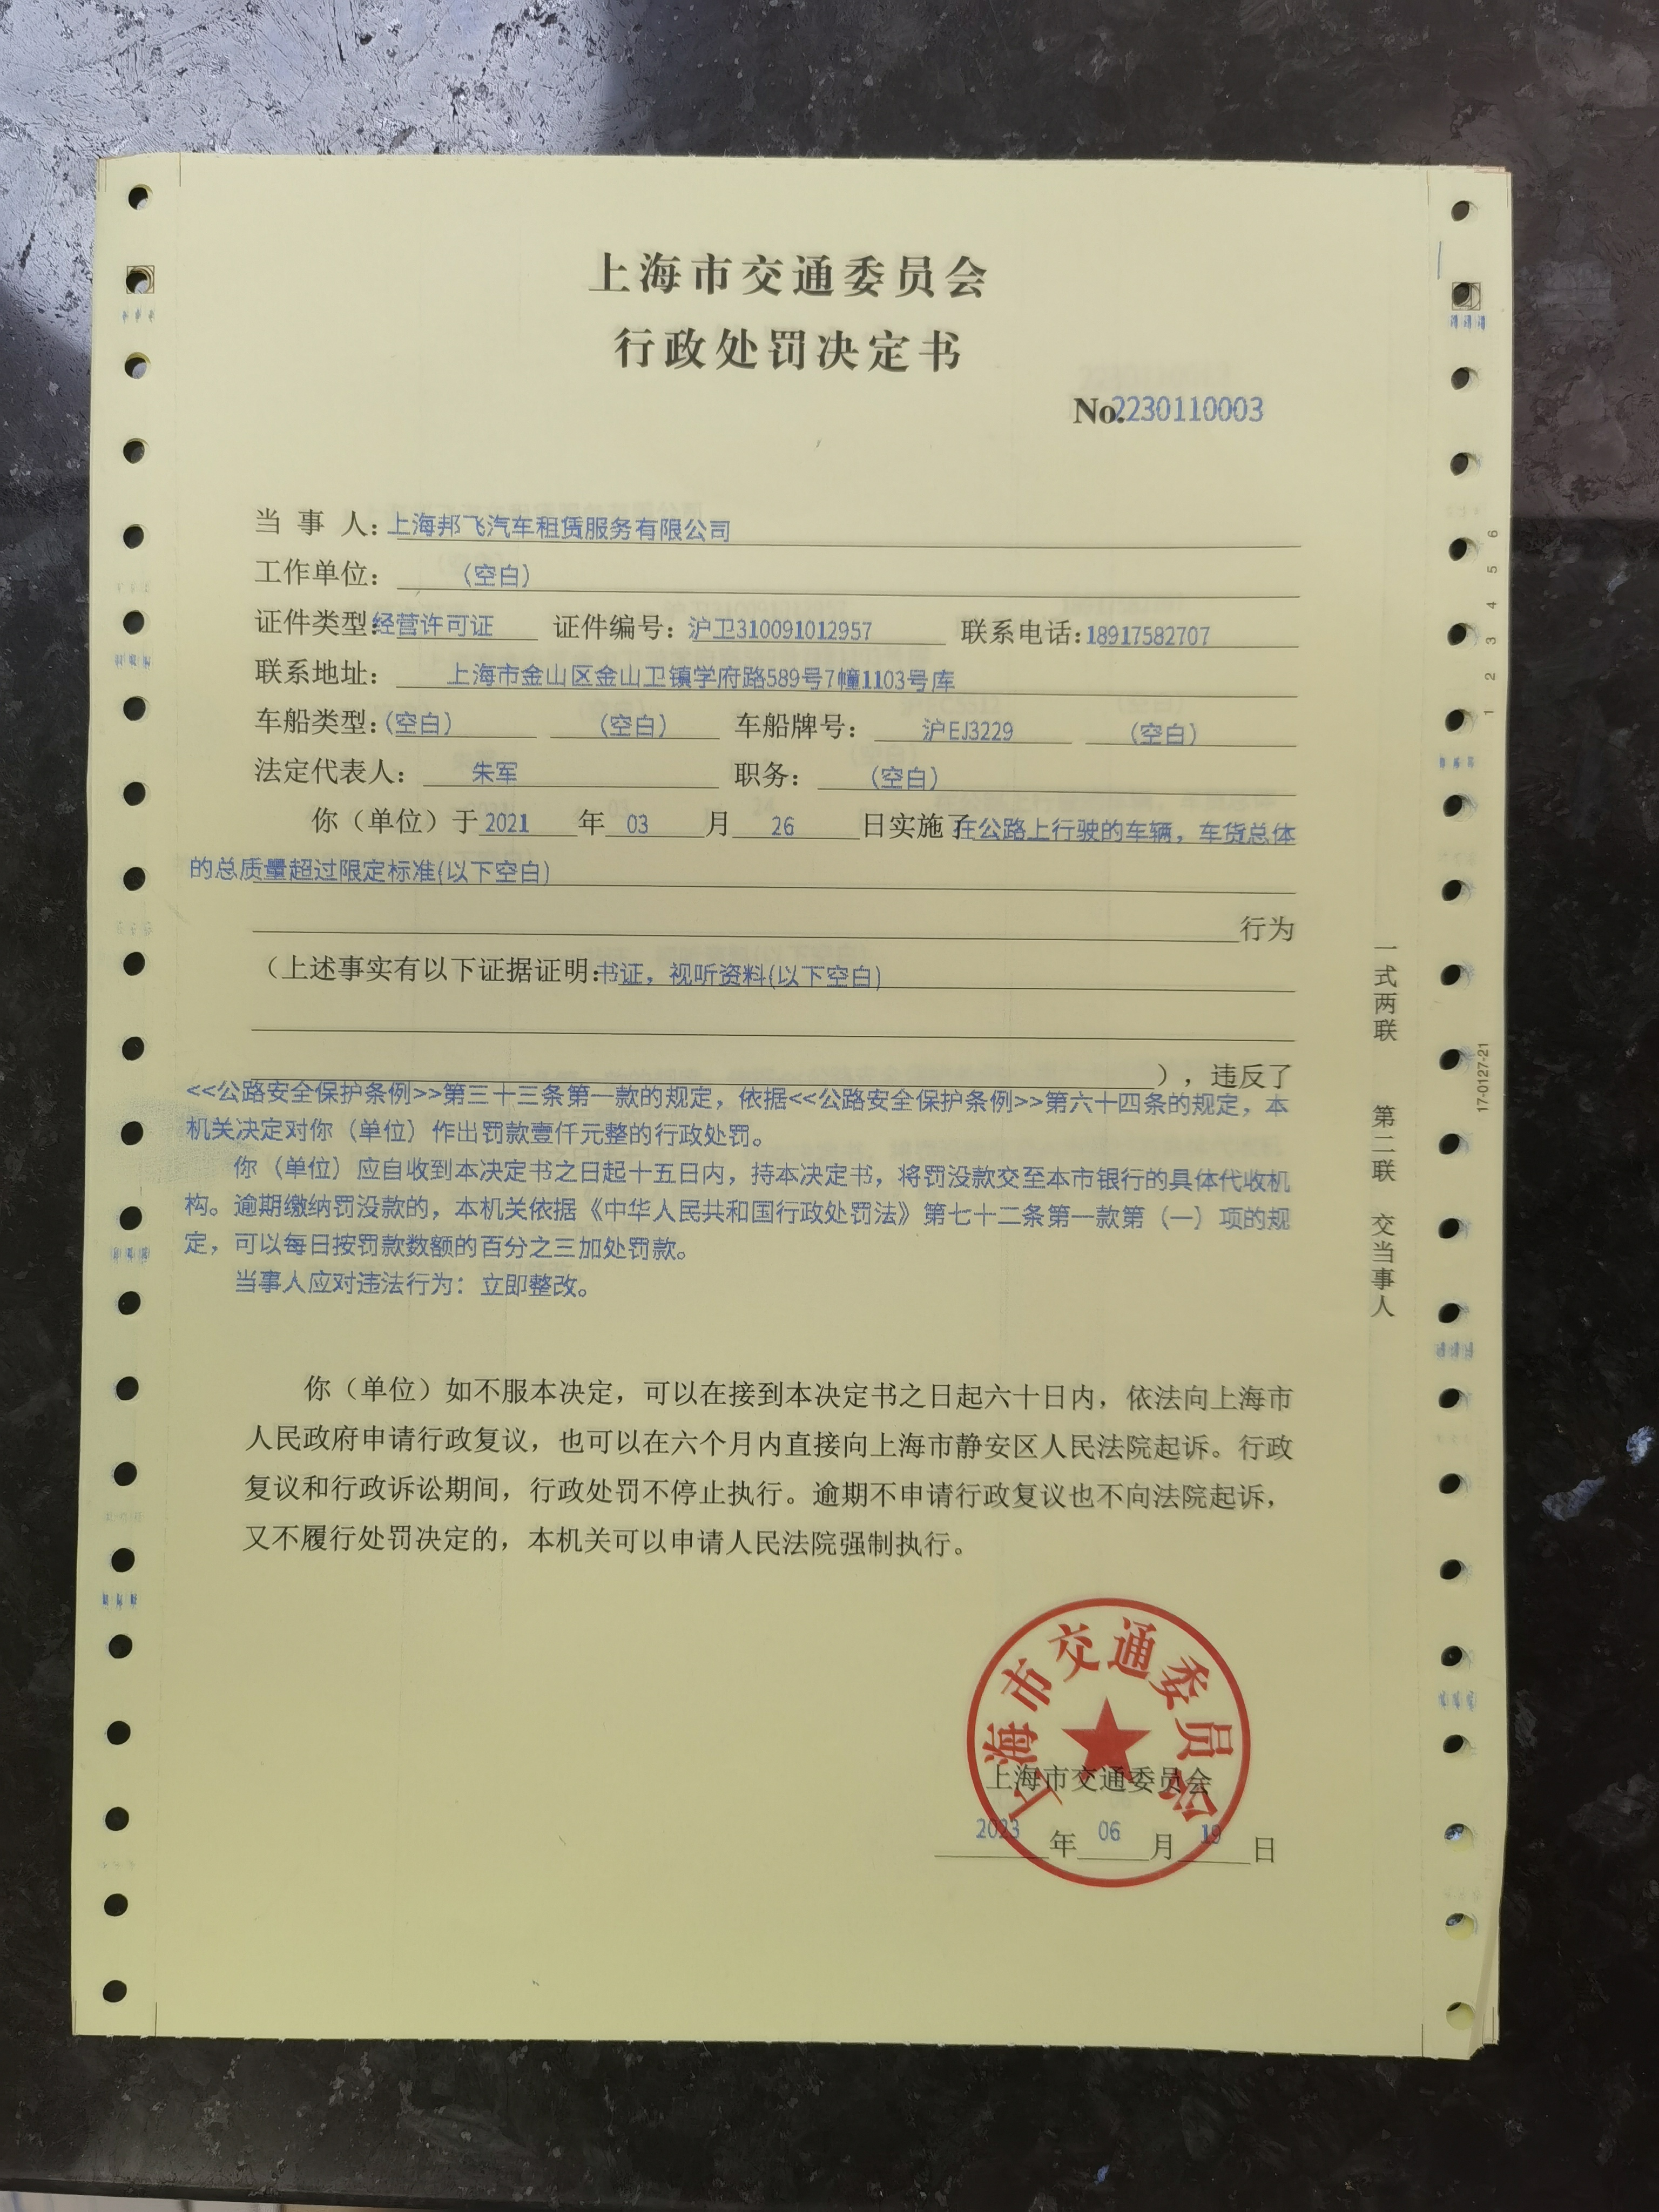 上海市交通委员会
行政处罚决定书
No.2230110003
当事人：上海邦飞汽车租赁服务有限公司
工作单位：（空白）
证件类型：经营许可证 证件编号：沪卫310091012957 联系电话：18917582707
联系地址：上海市金山区金山卫镇学府路589号7幢1103号库
车船类型：（空白） （空白） 车船牌号：沪EJ3229 （空白）
法定代表人：朱军 职务：（空白）
你（单位）于2021年03月26日实施了在公路上行驶的车辆，车货总体
的总质量超过限定标准(以下空白)
行为
（上述事实有以下证据证明：书证，视听资料(以下空白)
），违反了
<<公路安全保护条例>>第三十三条第一款的规定，依据<<公路安全保护条例>>第六十四条的规定，本
机关决定对你（单位）作出罚款壹仟元整的行政处罚。
你（单位）应自收到本决定书之日起十五日内，持本决定书，将罚没款交至本市银行的具体代收机
构。逾期缴纳罚没款的，本机关依据《中华人民共和国行政处罚法》第七十二条第一款第（一）项的规
定，可以每日按罚款数额的百分之三加处罚款。
当事人应对违法行为：立即整改。
你（单位）如不服本决定，可以在接到本决定书之日起六十日内，依法向上海市
人民政府申请行政复议，也可以在六个月内直接向上海市静安区人民法院起诉。行政
复议和行政诉讼期间，行政处罚不停止执行。逾期不申请行政复议也不向法院起诉，
又不履行处罚决定的，本机关可以申请人民法院强制执行。
上海市交通委员会
上海市交通委员会
2023年06月19日
一式两联 第二联 交当事人
17-0127-21
1 2 3 4 5 6